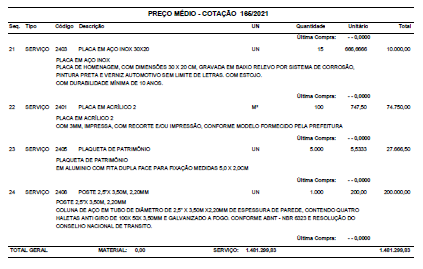 PREÇO MÉDIO - COTAÇÃO 166/2021
Seq. Tipo Código Descrição UN Quantidade Unitário Total
Última Compra: - - 0,0000
21 SERVIÇO 2403 PLACA EM AÇO INOX 30X20 UN 15 666,6666 10.000,00
PLACA EM AÇO INOX
PLACA DE HOMENAGEM, COM DIMENSÕES 30 X 20 CM, GRAVADA EM BAIXO RELEVO POR SISTEMA DE CORROSÃO,
PINTURA PRETA E VERNIZ AUTOMOTIVO SEM LIMITE DE LETRAS. COM ESTOJO.
COM DURABILIDADE MÍNIMA DE 10 ANOS.
Última Compra: - - 0,0000
22 SERVIÇO 2401 PLACA EM ACRÍLICO 2 M² 100 747,50 74.750,00
PLACA EM ACRÍLICO 2
COM 3MM, IMPRESSA, COM RECORTE E/OU IMPRESSÃO, CONFORME MODELO FORNECIDO PELA PREFEITURA
Última Compra: - - 0,0000
23 SERVIÇO 2405 PLAQUETA DE PATRIMÔNIO UN 5.000 5,5333 27.666,50
PLAQUETA DE PATRIMÔNIO
EM ALUMINIO COM FITA DUPLA FACE PARA FIXAÇÃO MEDIDAS 5,0 X 2,0CM
Última Compra: - - 0,0000
24 SERVIÇO 2406 POSTE 2,5"X 3,50M, 2,20MM UN 1.000 200,00 200.000,00
POSTE 2,5"X 3,50M, 2,20MM
COLUNA DE AÇO EM TUBO DE DIÂMETRO DE 2,5" X 3,50M X2,20MM DE ESPESSURA DE PAREDE, CONTENDO QUATRO
HALETAS ANTI GIRO DE 100X 50X 3,50MM E GALVANIZADO A FOGO. CONFORME ABNT - NBR 6323 E RESOLUÇÃO DO
CONSELHO NACIONAL DE TRANSITO.
Última Compra: - - 0,0000
TOTAL GERAL MATERIAL: 0,00 SERVIÇO: 1.481.299,83 1.481.299,83